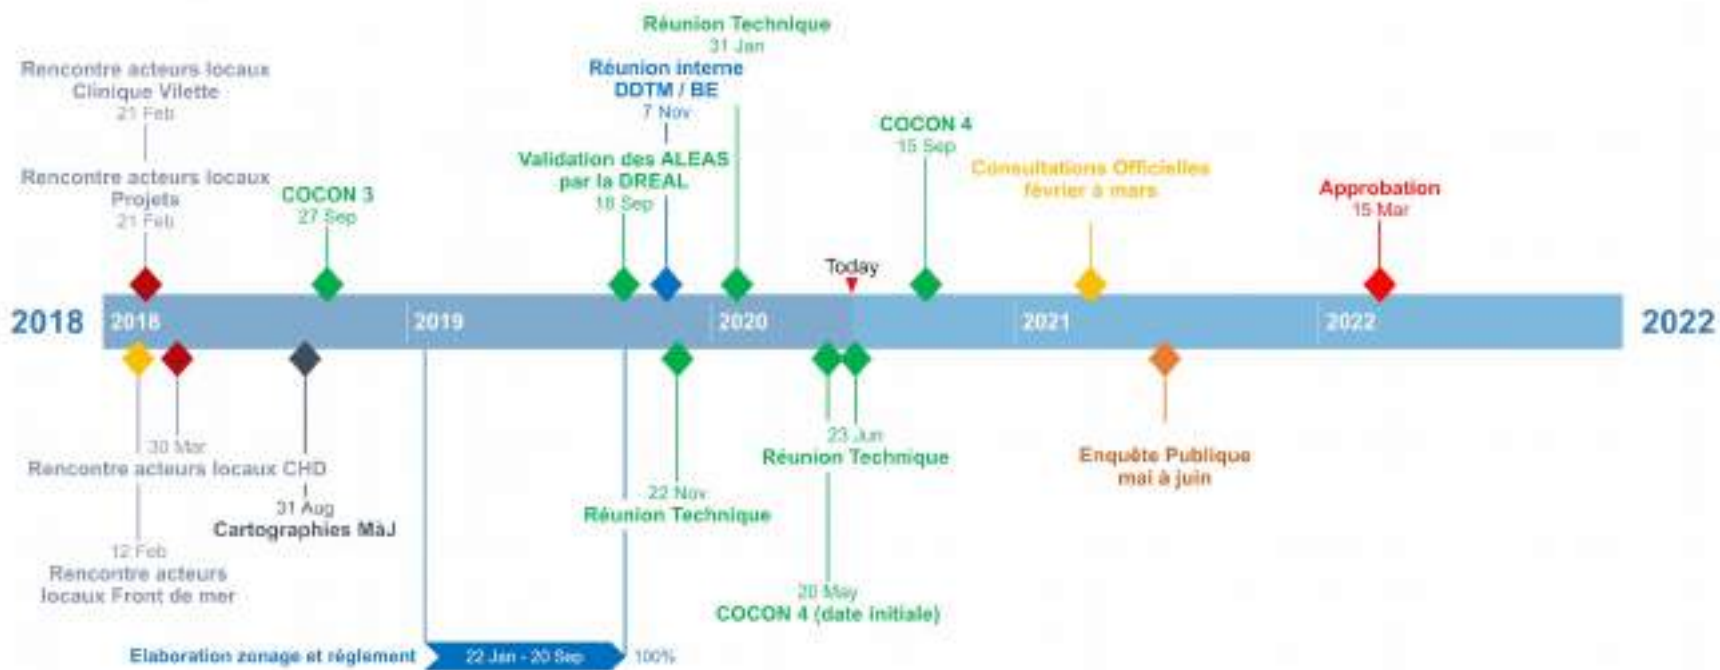 Réunion Technique
31 Jan
Rencontre acteurs locaux
Clinique Vilette
21 Feb
Réunion interne
DDTM / BE
7 Nov
COCON 4
15 Sep
Validation des ALEAS
par la DREAL
18 Sep
Consultations Officielles
février à mars
Rencontre acteurs locaux
Projets
21 Feb
COCON 3
27 Sep
Approbation
15 Mar
Today
2018
2018
2019
2020
2021
2022
2022
30 Mar
Rencontre acteurs locaux CHD
23 Jun
Réunion Technique
Enquête Publique
mai à juin
31 Aug
Cartographies MàJ
22 Nov
Réunion Technique
12 Feb
Rencontre acteurs
locaux Front de mer
20 May
COCON 4 (date initiale)
Elaboration zonage et réglement
22 Jan - 20 Sep
100%